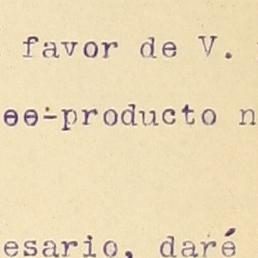 favor de V.
ee-producto n
esario, daré